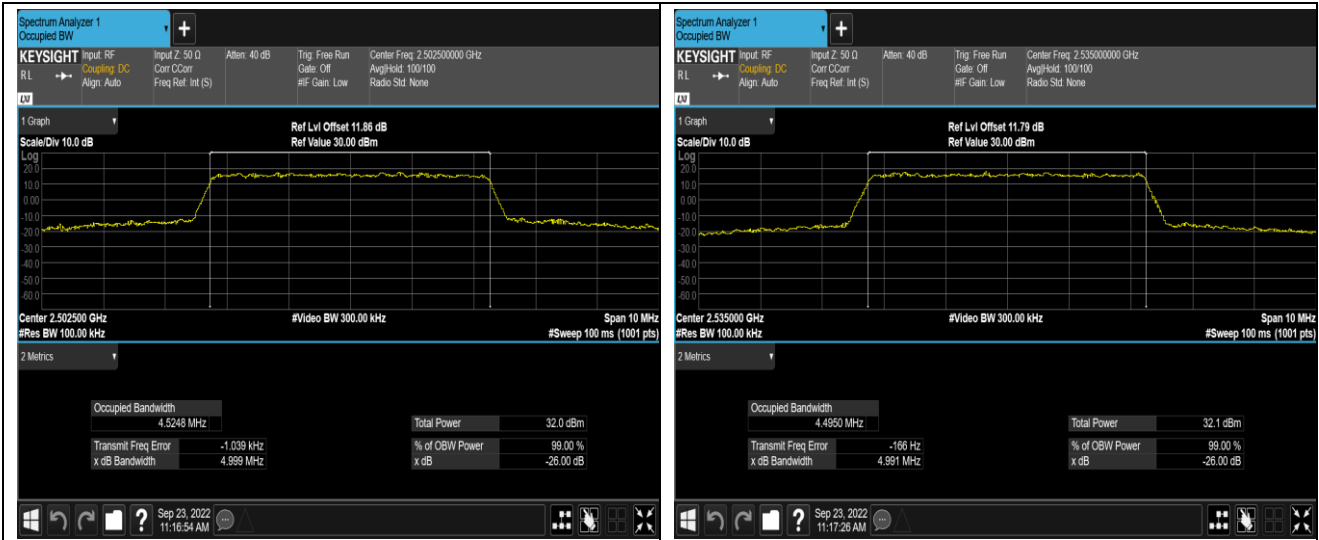 Spectrum Analyzer 1
Occupied BW
+
KEYSIGHT Input: RF Input Z: 50 Ω Atten: 40 dB Trig: Free Run Center Freq: 2.502500000 GHz
Coupling: DC Corr CCorr Gate: Off Avg|Hold: 100/100
RL Align: Auto Freq Ref: Int (S) #IF Gain: Low Radio Std: None
LXI
1 Graph
Ref Lvl Offset 11.86 dB
Scale/Div 10.0 dB Ref Value 30.00 dBm
Log
20.0
10.0
0.00
-10.0
-20.0
-30.0
-40.0
-50.0
-60.0
Center 2.502500 GHz #Video BW 300.00 kHz Span 10 MHz
#Res BW 100.00 kHz #Sweep 100 ms (1001 pts)
2 Metrics
Occupied Bandwidth
4.5248 MHz Total Power 32.0 dBm
Transmit Freq Error -1.039 kHz % of OBW Power 99.00 %
x dB Bandwidth 4.999 MHz x dB -26.00 dB
? Sep 23, 2022
11:16:54 AM
Spectrum Analyzer 1
Occupied BW
+
KEYSIGHT Input: RF Input Z: 50 Ω Atten: 40 dB Trig: Free Run Center Freq: 2.535000000 GHz
Coupling: DC Corr CCorr Gate: Off Avg|Hold: 100/100
RL Align: Auto Freq Ref: Int (S) #IF Gain: Low Radio Std: None
LXI
1 Graph
Ref Lvl Offset 11.79 dB
Scale/Div 10.0 dB Ref Value 30.00 dBm
Log
20.0
10.0
0.00
-10.0
-20.0
-30.0
-40.0
-50.0
-60.0
Center 2.535000 GHz #Video BW 300.00 kHz Span 10 MHz
#Res BW 100.00 kHz #Sweep 100 ms (1001 pts)
2 Metrics
Occupied Bandwidth
4.4950 MHz Total Power 32.1 dBm
Transmit Freq Error -166 Hz % of OBW Power 99.00 %
x dB Bandwidth 4.991 MHz x dB -26.00 dB
? Sep 23, 2022
11:17:26 AM